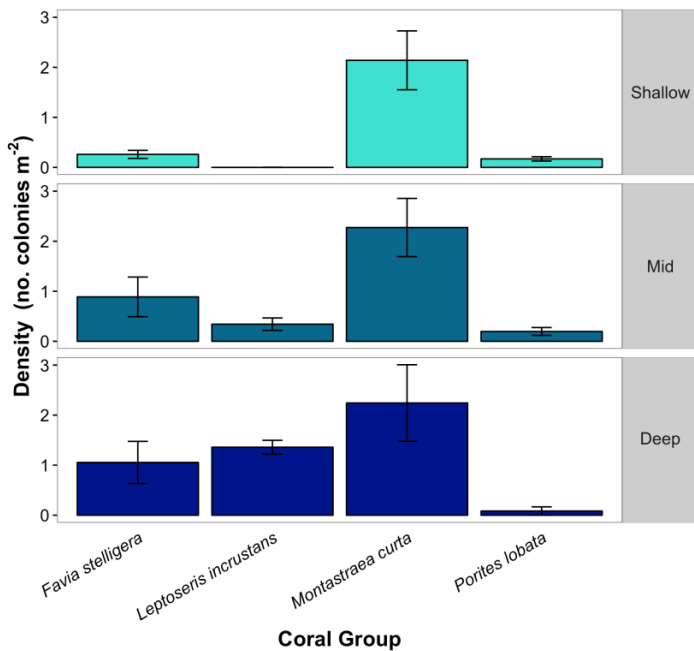 3
2
1
0
Shallow
3
2
1
0
Mid
3
2
1
0
Deep
Density (no. colonies m⁻²)
Favia stelligera
Leptoseris incrustans
Montastraea curta
Porites lobata
Coral Group